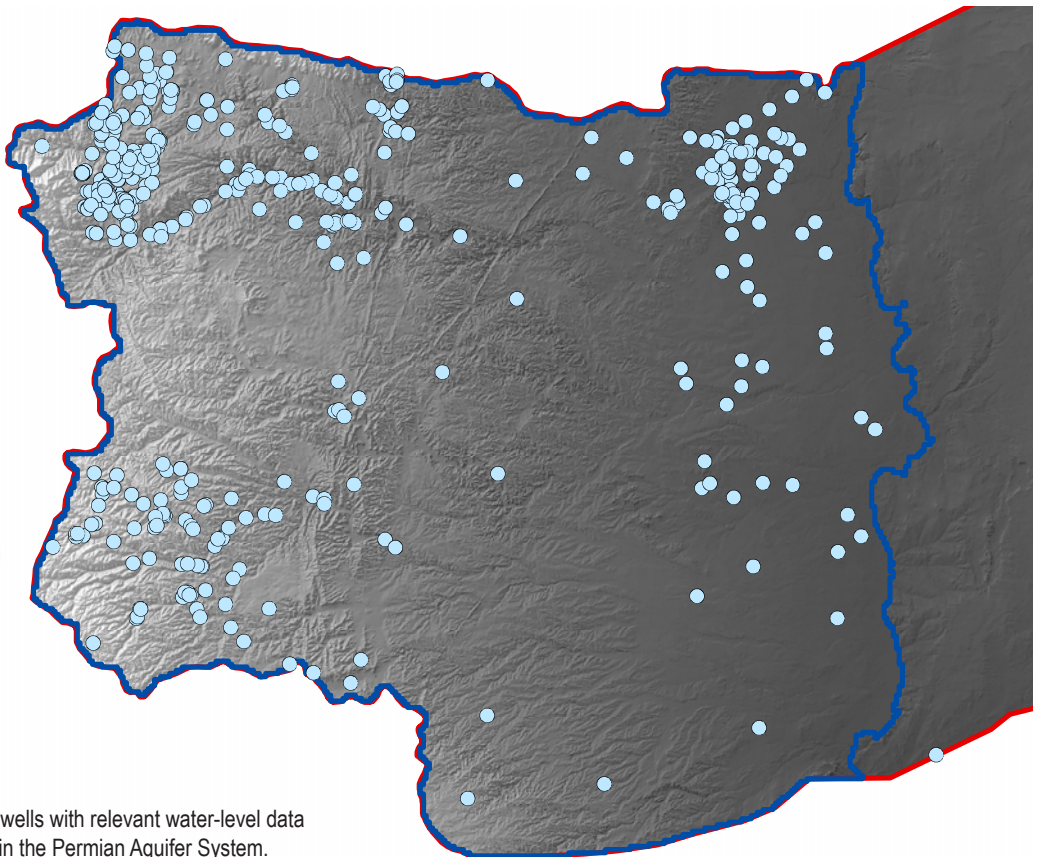 wells with relevant water-level data
in the Permian Aquifer System.